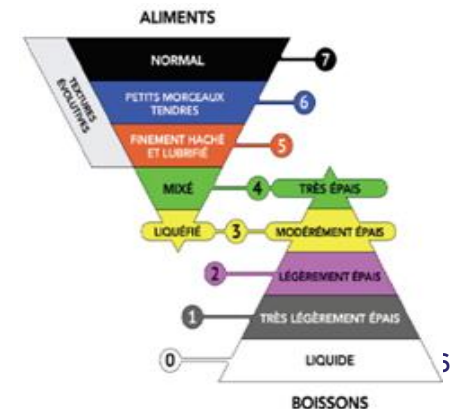 ALIMENTS
TEXTURES
ÉVOLUTIVES
NORMAL
7
PETITS MORCEAUX
TENDRES
6
FINEMENT HACHÉ
ET LUBRIFIÉ
5
MIXÉ
4
TRÈS ÉPAIS
LIQUÉFIÉ
3
MODÉRÉMENT ÉPAIS
2
LÉGÈREMENT ÉPAIS
1
TRÈS LÉGÈREMENT ÉPAIS
0
LIQUIDE
BOISSONS